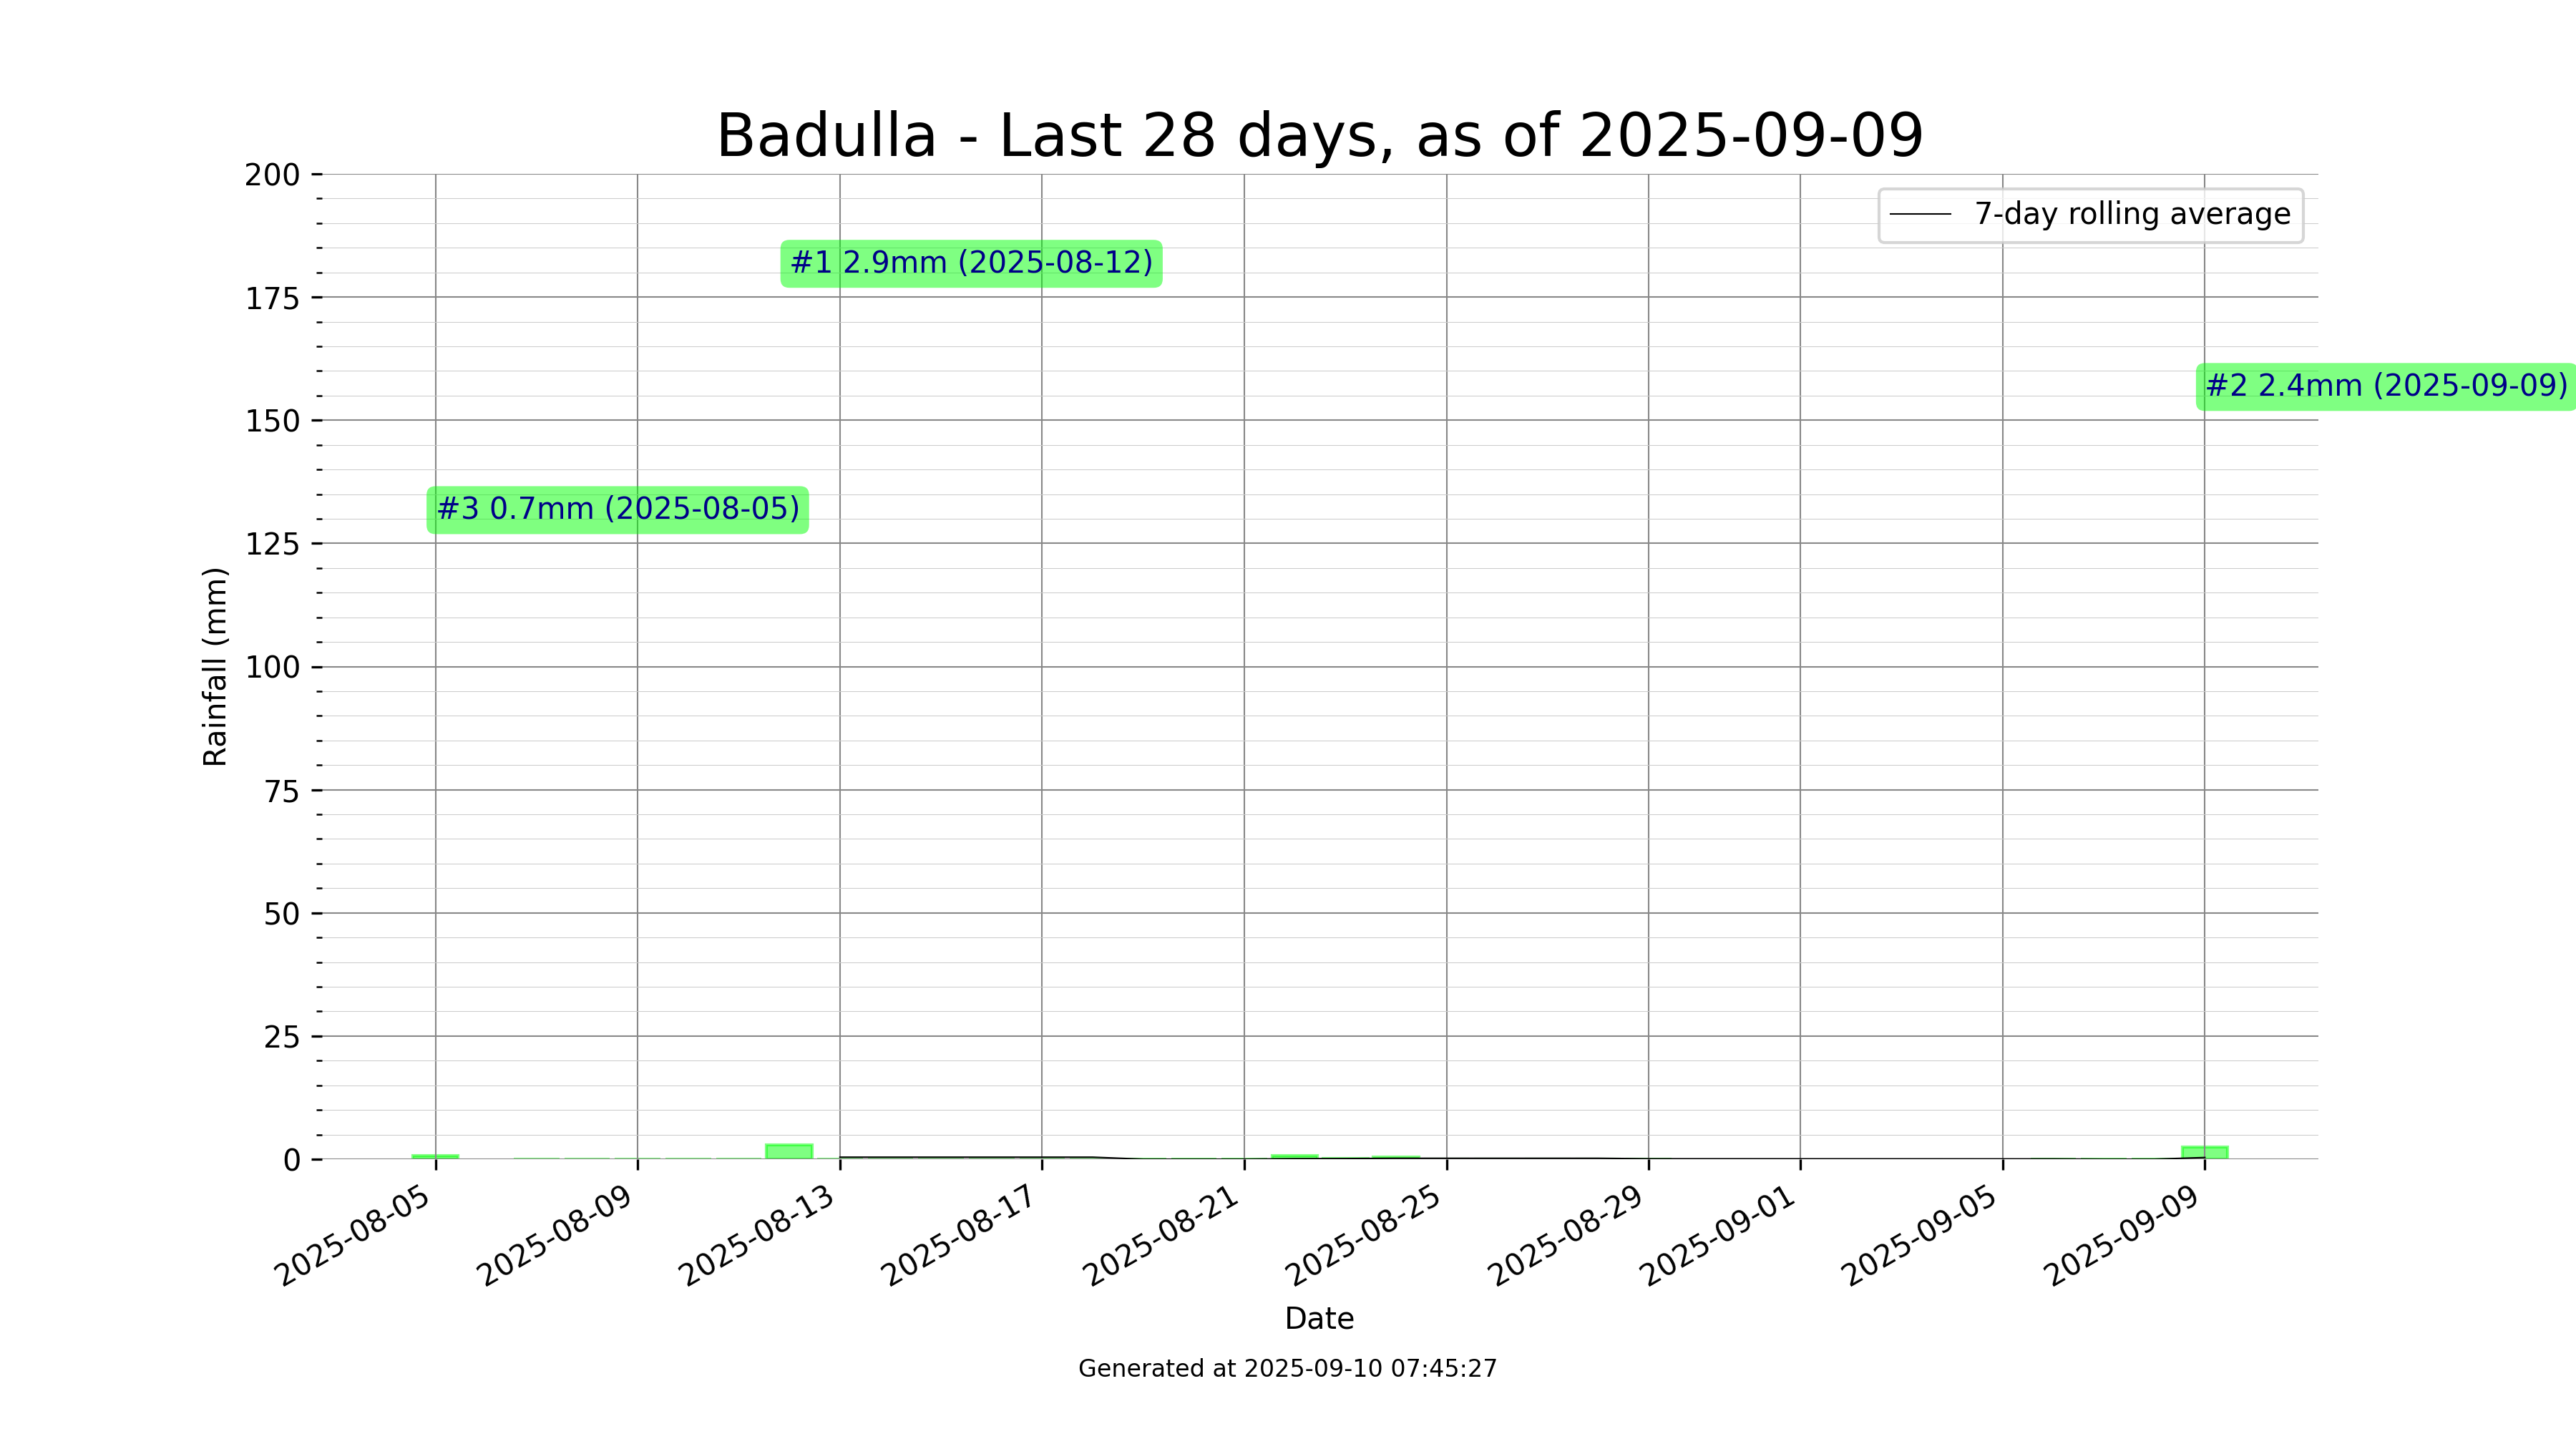 Badulla - Last 28 days, as of 2025-09-09
7-day rolling average
#1 2.9mm (2025-08-12)
#2 2.4mm (2025-09-09)
#3 0.7mm (2025-08-05)
Rainfall (mm)
200
175
150
125
100
75
50
25
0
2025-08-05
2025-08-09
2025-08-13
2025-08-17
2025-08-21
2025-08-25
2025-08-29
2025-09-01
2025-09-05
2025-09-09
Date
Generated at 2025-09-10 07:45:27